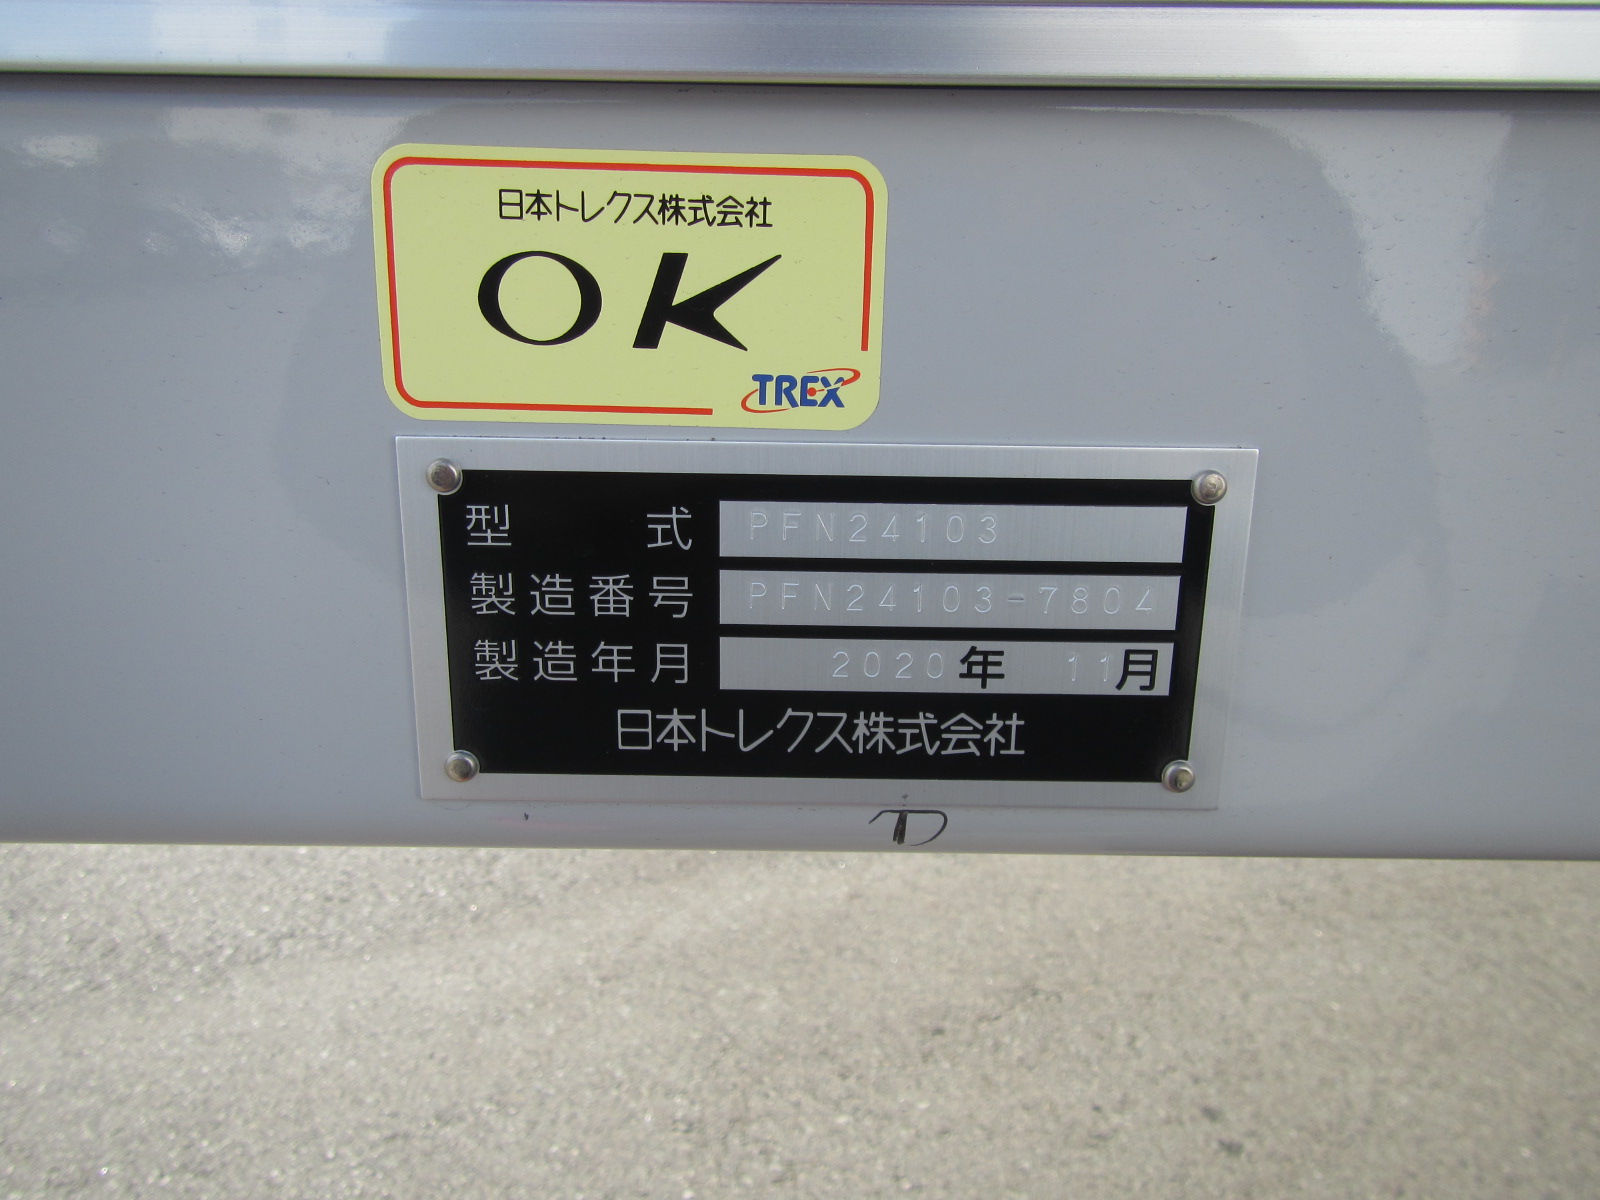 日本トレクス株式会社
OK
TREX
型式 PFN24103
製造番号 PFN24103-7804
製造年月 2020年 11月
日本トレクス株式会社